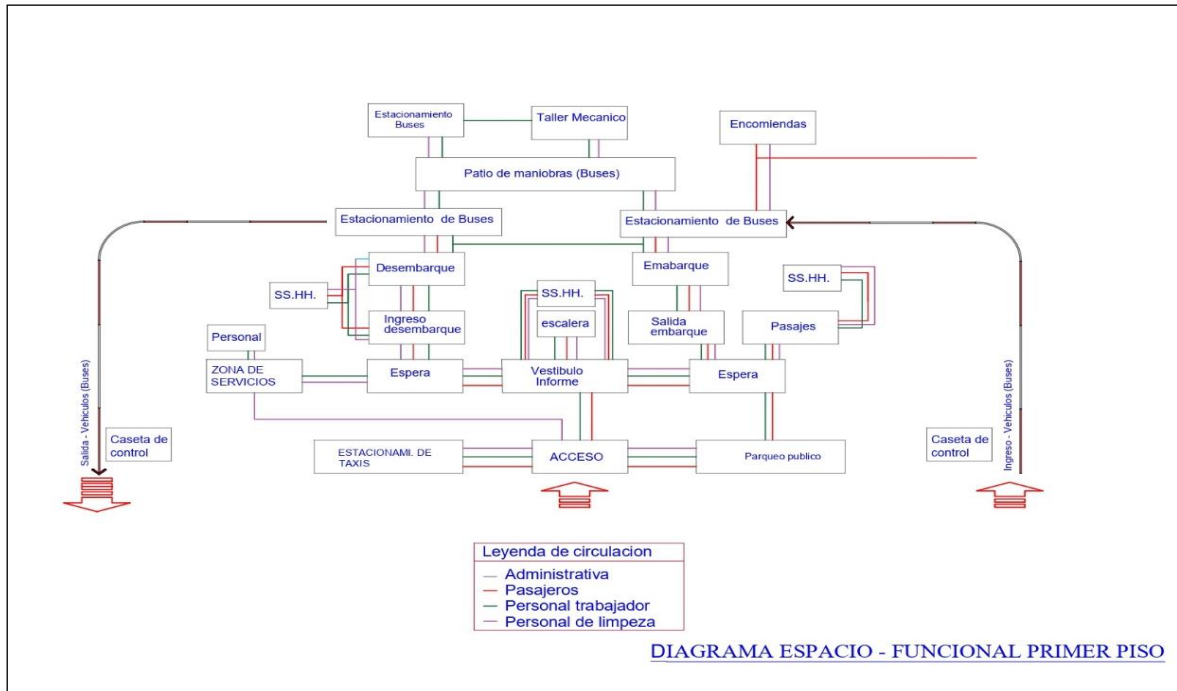 Estacionamiento
Buses
Taller Mecanico
Encomiendas
Patio de maniobras (Buses)
Estacionamiento de Buses
Estacionamiento de Buses
Desembarque
Emabarque
SS.HH.
SS.HH.
SS.HH.
Ingreso
desembarque
escalera
Salida
embarque
Pasajes
Personal
ZONA DE
SERVICIOS
Espera
Vestibulo
Informe
Espera
Salida - Vehiculos (Buses)
Caseta de
control
ESTACIONAMI. DE
TAXIS
ACCESO
Parqueo publico
Caseta de
control
Ingreso - Vehiculos (Buses)
Leyenda de circulacion
Administrativa
Pasajeros
Personal trabajador
Personal de limpeza
DIAGRAMA ESPACIO - FUNCIONAL PRIMER PISO